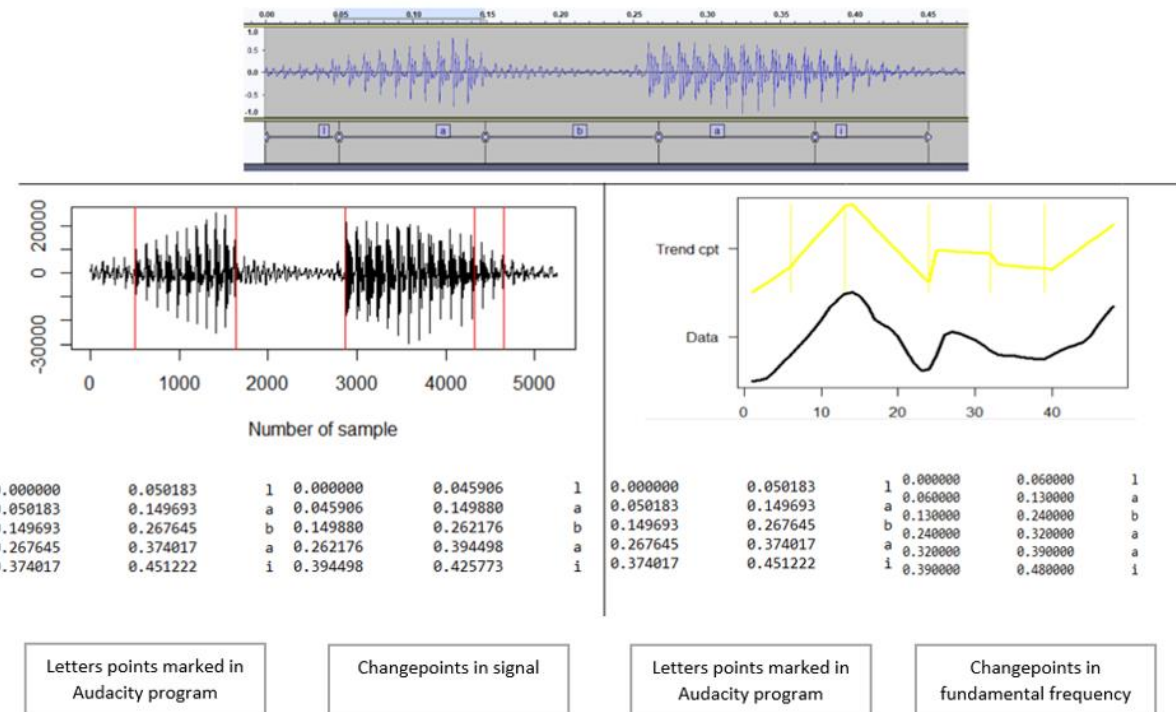 0.00 0.05 0.10 0.15 0.20 0.25 0.30 0.35 0.40 0.45
1.0
0.5
0.0
-0.5
-1.0
l a b a i
20000
0
-30000
0 1000 2000 3000 4000 5000
Number of sample
Trend cpt
Data
0 10 20 30 40
.000000 0.050183 l 0.000000 0.045906 l
.050183 0.149693 a 0.045906 0.149880 a
.149693 0.267645 b 0.149880 0.262176 b
.267645 0.374017 a 0.262176 0.394498 a
.374017 0.451222 i 0.394498 0.425773 i
0.000000 0.050183 l
0.050183 0.149693 a
0.149693 0.267645 b
0.267645 0.374017 a
0.374017 0.451222 i
0.000000 0.060000 l
0.060000 0.130000 a
0.130000 0.240000 b
0.240000 0.320000 a
0.320000 0.390000 a
0.390000 0.480000 i
Letters points marked in
Audacity program
Changepoints in signal
Letters points marked in
Audacity program
Changepoints in
fundamental frequency